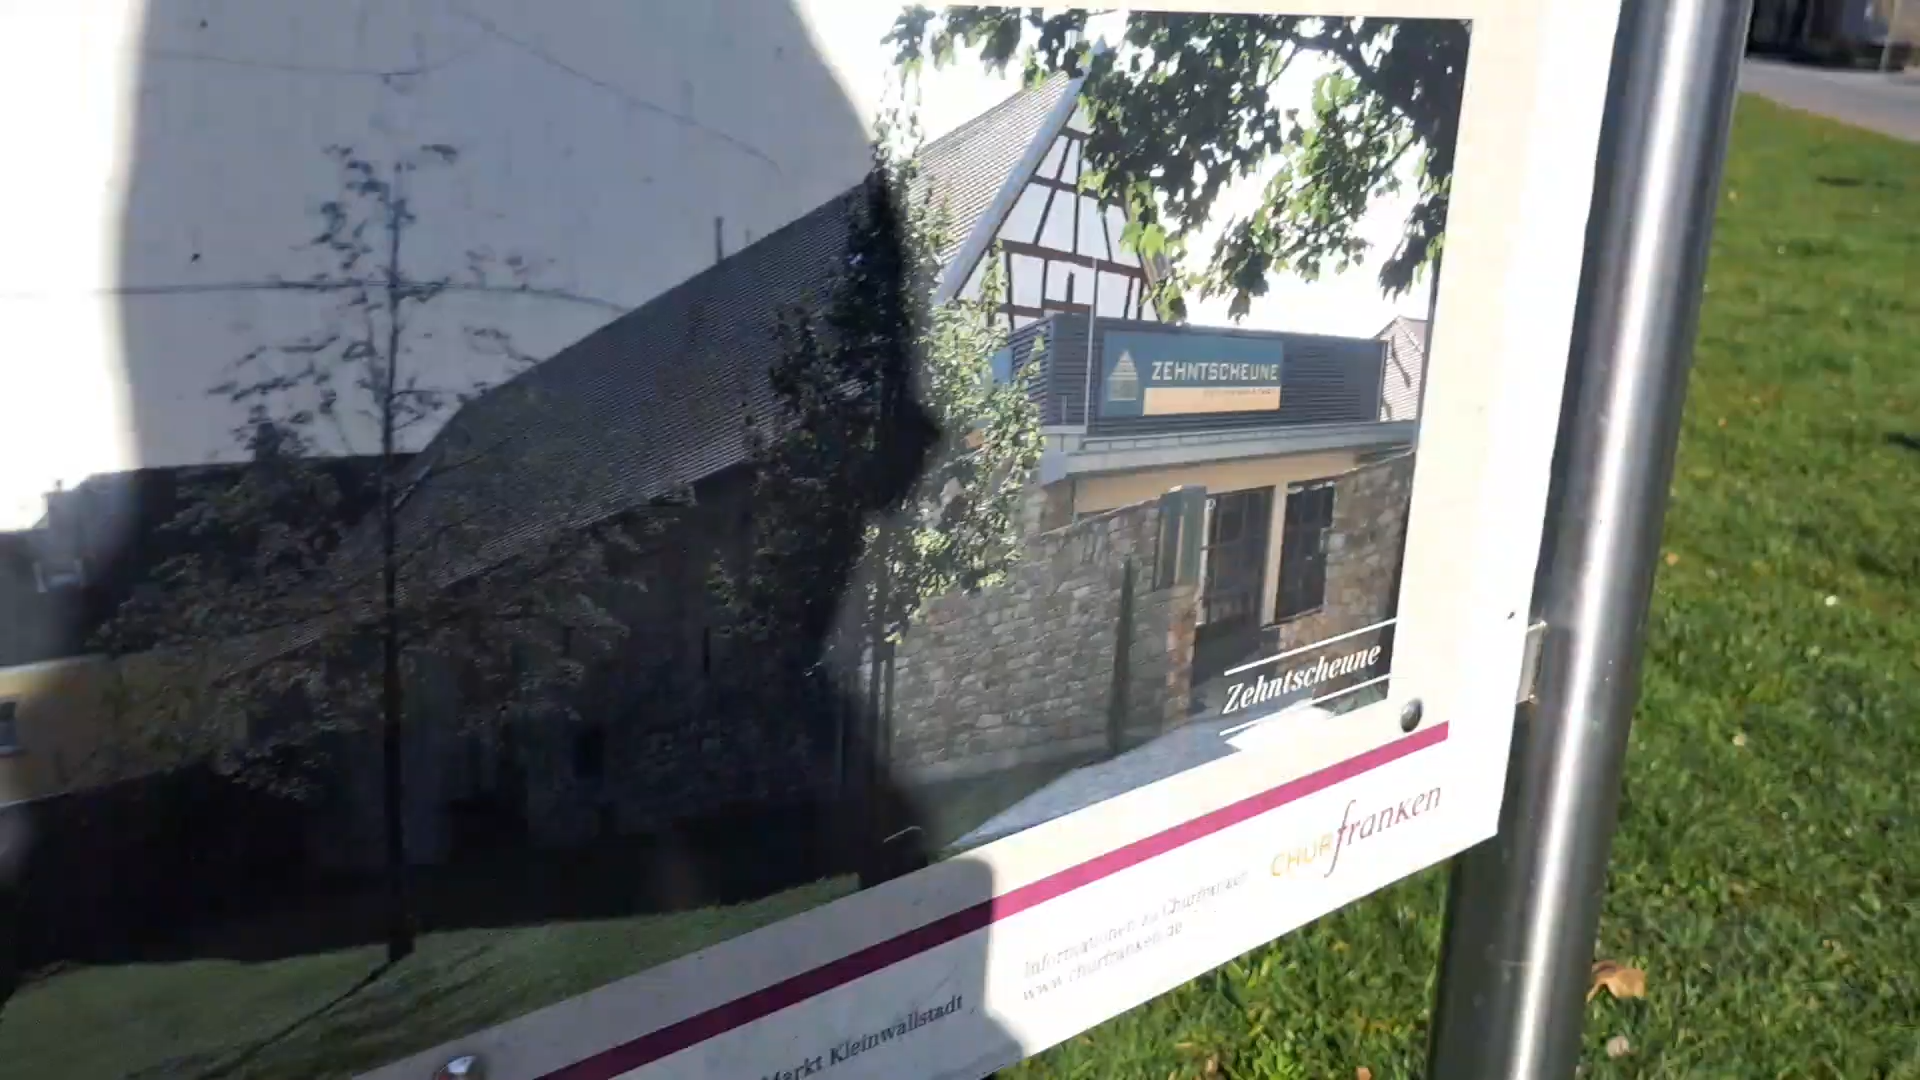 ZEHNTSCHEUNE
Zehntscheune
CHURfranken
Informationen zu Churfranken
www.churfranken.de
Markt Kleinwallstadt